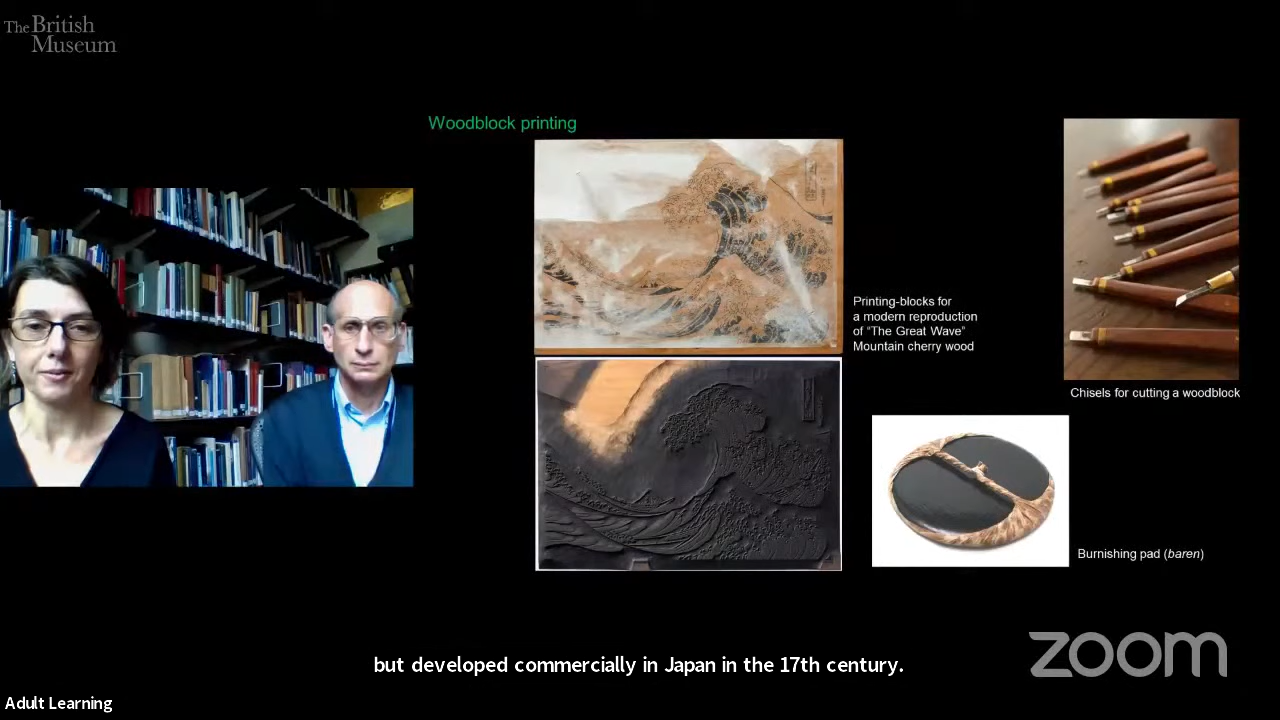 The British
Museum
Woodblock printing
Printing-blocks for
a modern reproduction
of "The Great Wave"
Mountain cherry wood
Chisels for cutting a woodblock
Burnishing pad (baren)
but developed commercially in Japan in the 17th century.
zoom
Adult Learning